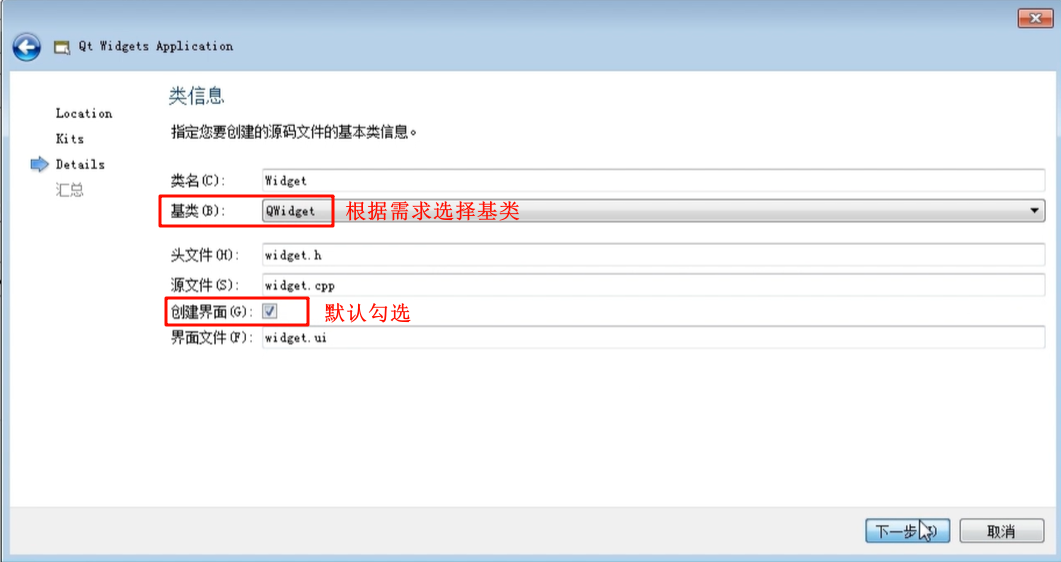 Qt Widgets Application
类信息
Location
指定您要创建的源码文件的基本类信息。
Kits
Details
汇总
类名(C): Widget
基类(B): QWidget 根据需求选择基类
头文件(H): widget.h
源文件(S): widget.cpp
创建界面(G): 默认勾选
界面文件(F): widget.ui
下一步
取消